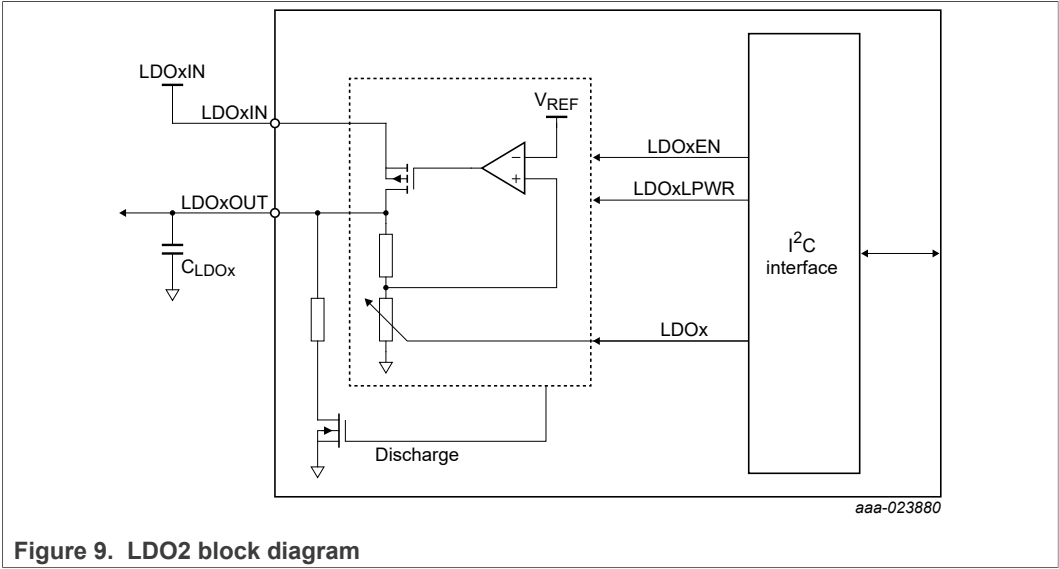 LDOxIN
LDOxIN
VREF
−
+
LDOxEN
LDOxLPWR
LDOxOUT
CLDOx
I2C
interface
LDOx
Discharge
aaa-023880
Figure 9. LDO2 block diagram